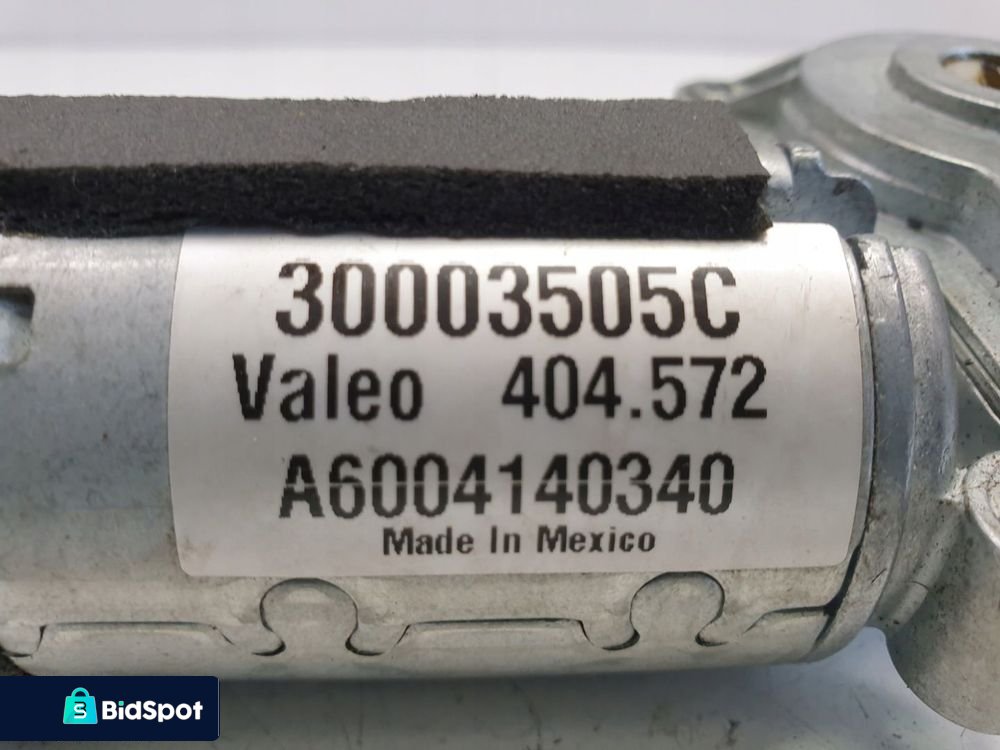 30003505C
Valeo 404.572
A6004140340
Made In Mexico
BidSpot